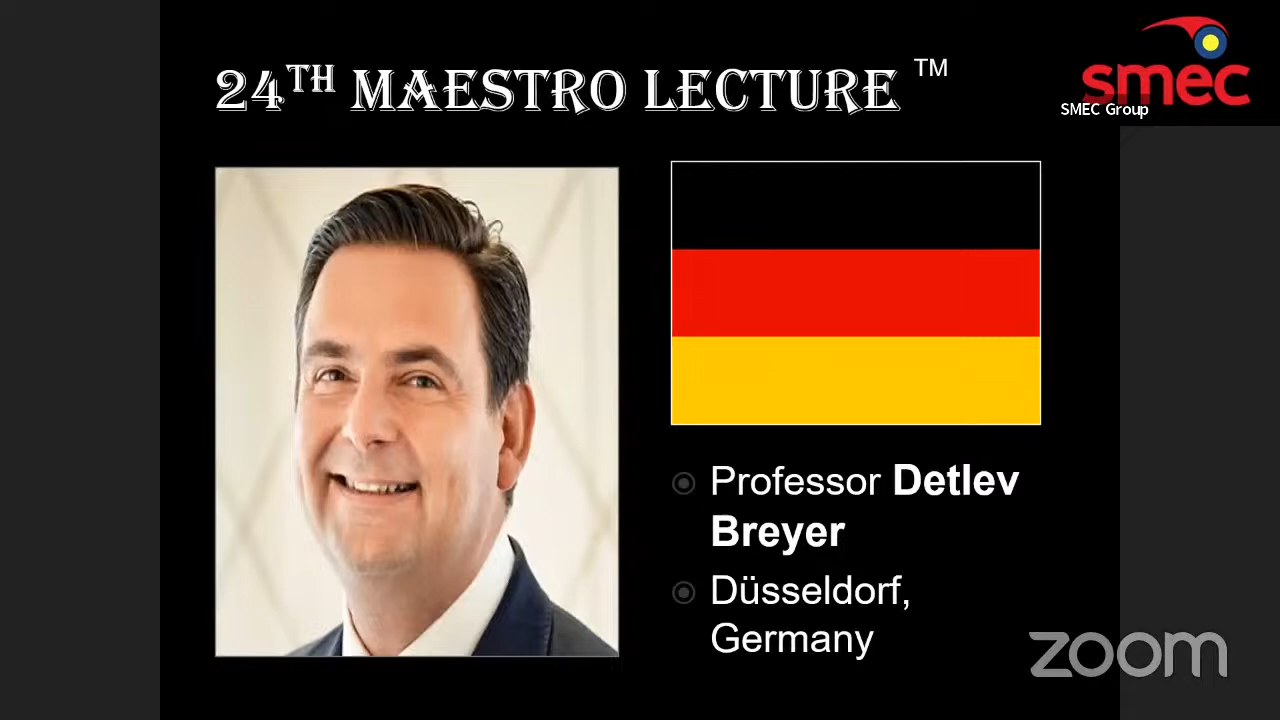 24TH MAESTRO LECTURE TM
smec
SMEC Group
Professor Detlev
Breyer
Düsseldorf,
Germany
zoom